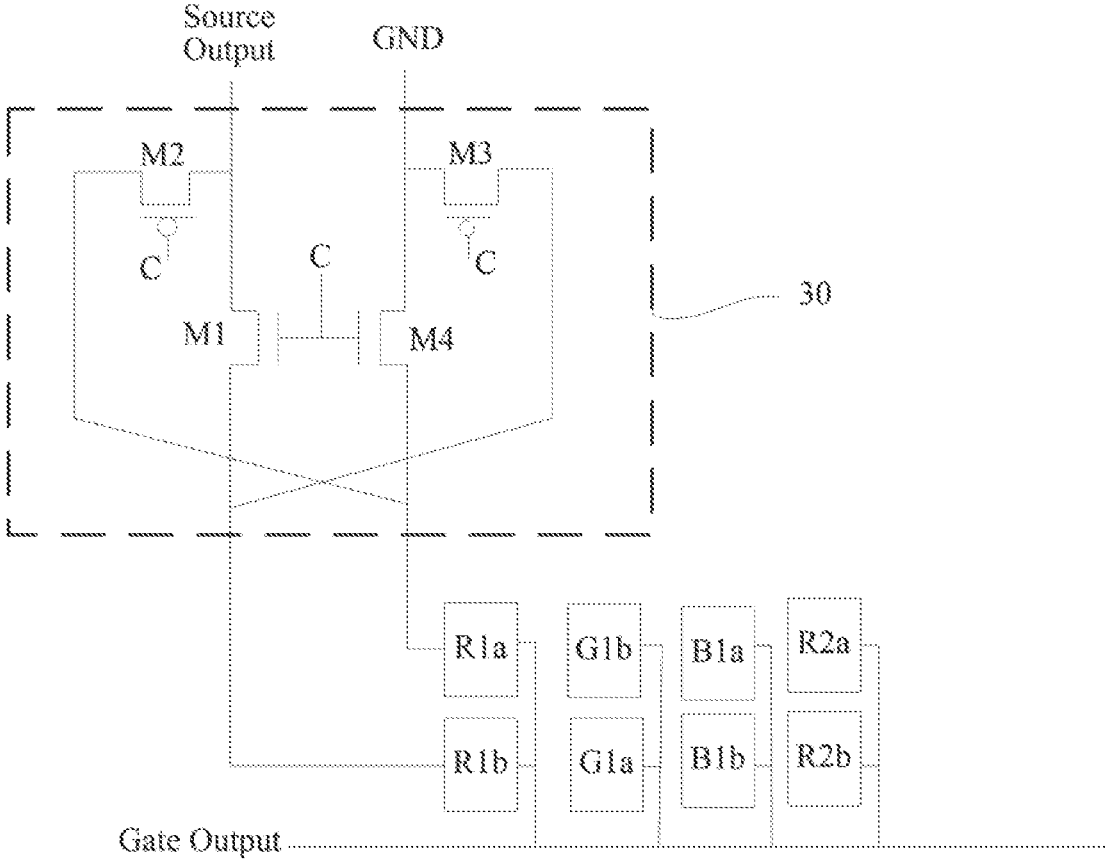 Source
Output
GND
M2
M3
C
C
C
30
M1
M4
R1a
G1b
B1a
R2a
R1b
G1a
B1b
R2b
Gate Output